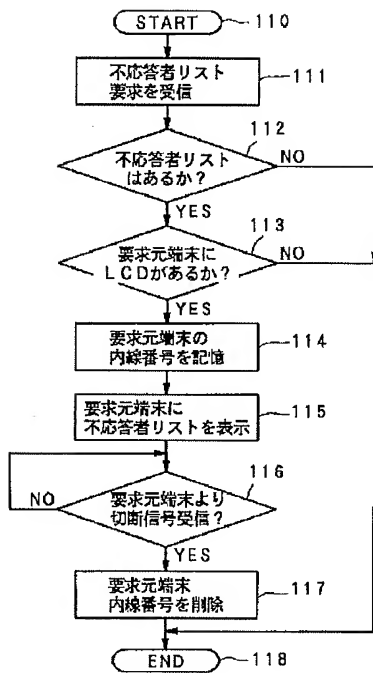 START
110
不応答者リスト
要求を受信
111
112
不応答者リスト
はあるか？
NO
YES
113
要求元端末に
LCDがあるか？
NO
YES
要求元端末の
内線番号を記憶
114
要求元端末に
不応答者リストを表示
115
116
要求元端末より
切断信号受信？
NO
YES
要求元端末
内線番号を削除
117
END
118